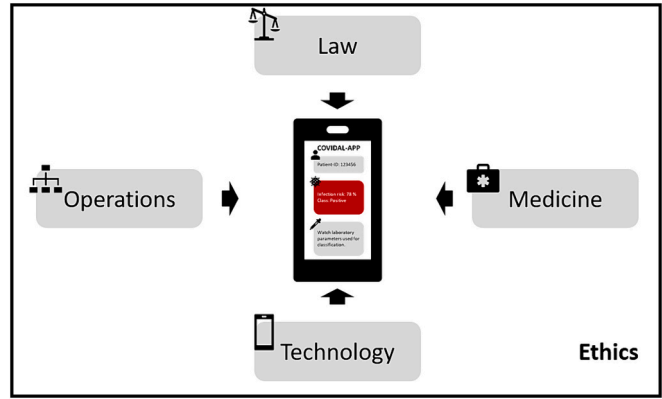 Law
COVIDAL-APP
Patient-ID: 123456
Operations
Infection risk: 78 %
Class: Positive
Medicine
Watch laboratory
parameters used for
classification.
Technology
Ethics